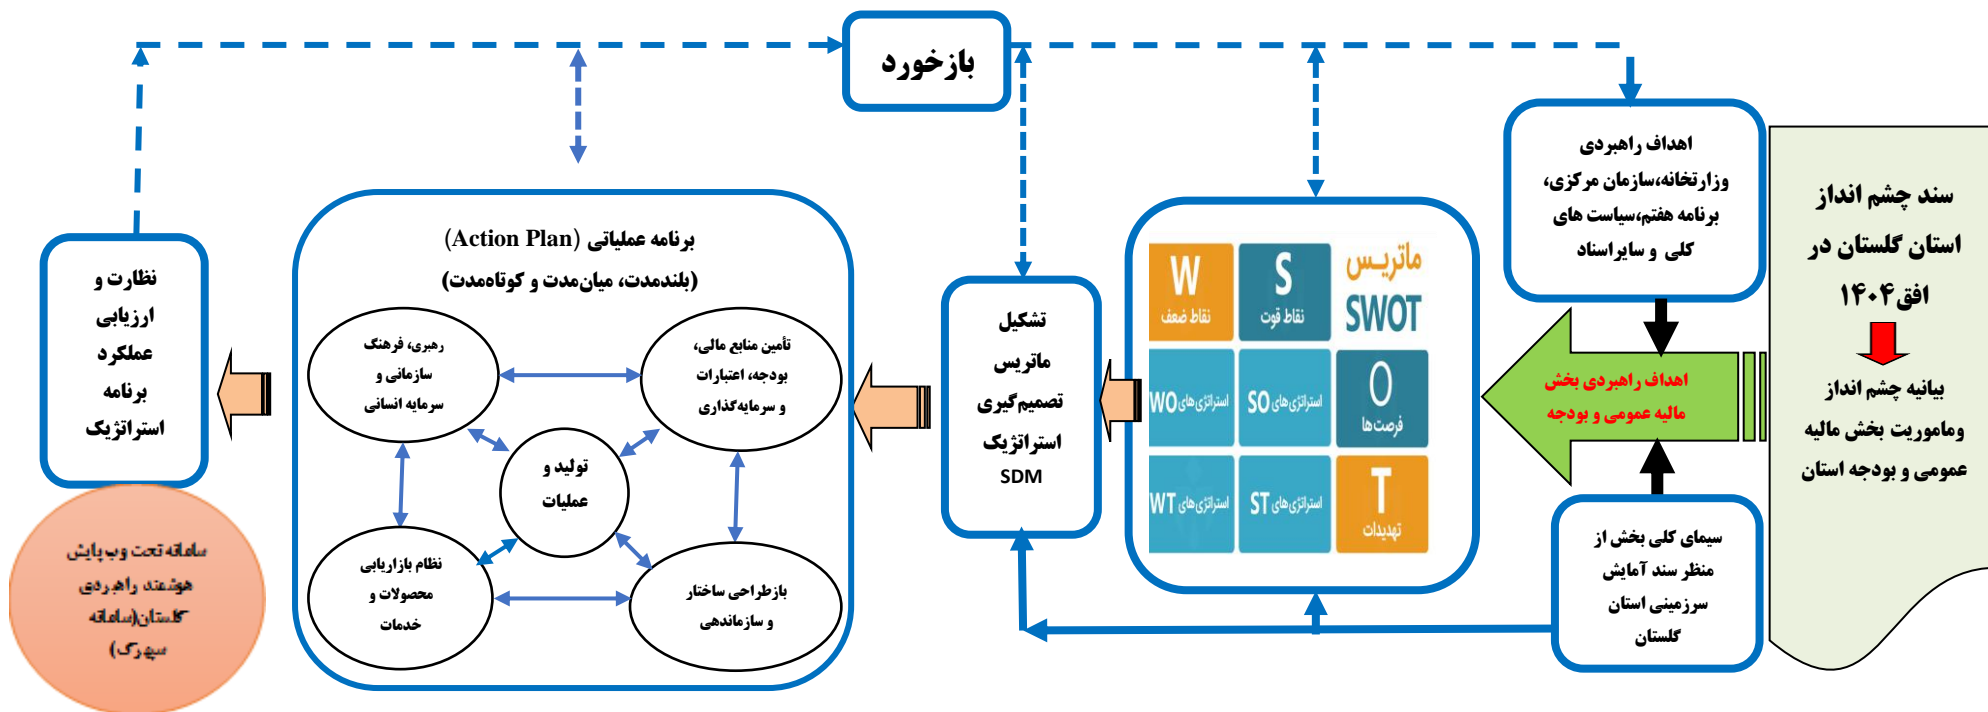 بازخورد
سند چشم انداز
استان گلستان در
افق ۱۴۰۴
بیانیه چشم انداز
وماموریت بخش مالیه
عمومی و بودجه استان
اهداف راهبردی
وزارتخانه،سازمان مرکزی،
برنامه هفتم،سیاست های
کلی و سایراسناد
اهداف راهبردی بخش
مالیه عمومی و بودجه
سیمای کلی بخش از
منظر سند آمایش
سرزمینی استان
گلستان
ماتریس
SWOT
S
نقاط قوت
W
نقاط ضعف
O
فرصت‌ها
استراتژی‌های SO
استراتژی‌های WO
T
تهدیدات
استراتژی‌های ST
استراتژی‌های WT
تشکیل
ماتریس
تصمیم‌گیری
استراتژیک
SDM
برنامه عملیاتی (Action Plan)
(بلندمدت، میان‌مدت و کوتاه‌مدت)
تأمین منابع مالی،
بودجه، اعتبارات
و سرمایه‌گذاری
رهبری، فرهنگ
سازمانی و
سرمایه انسانی
تولید و
عملیات
بازطراحی ساختار
و سازماندهی
نظام بازاریابی
محصولات و
خدمات
نظارت و
ارزیابی
عملکرد
برنامه
استراتژیک
سامانه تحت وب پایش
هوشمند راهبردی
گلستان(سامانه
سپهرک)